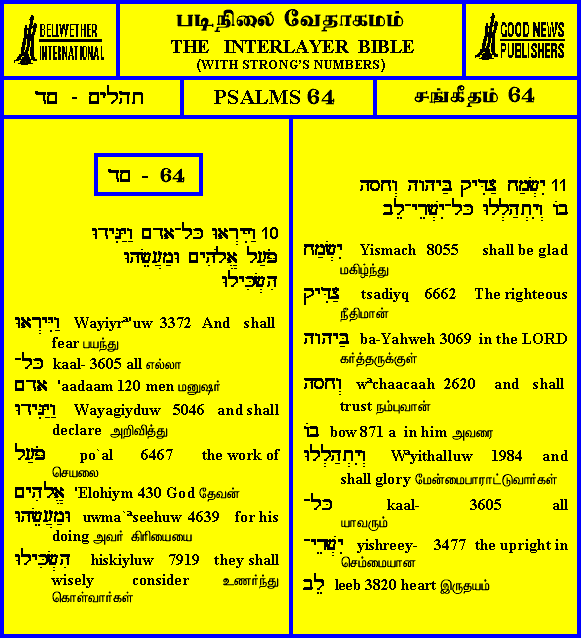 BELLWETHER
INTERNATIONAL
படிநிலை வேதாகமம்
THE INTERLAYER BIBLE
(WITH STRONG'S NUMBERS)
GOOD NEWS
PUBLISHERS
תהלים - סד
PSALMS 64
சங்கீதம் 64
סד - 64
10 וַיִּירְאוּ כָּל־אָדָם וַיַּגִּידוּ
פֹּעַל אֱלֹהִים וּמַעֲשֵׂהוּ
הִשְׂכִּילוּ
וַיִּירְאוּ Wayiyrª'uw 3372 And shall
fear பயந்து
כָּל־ kaal- 3605 all எல்லா
אָדָם 'aadaam 120 men மனுஷர்
וַיַּגִּידוּ Wayagiyduw 5046 and shall
declare அறிவித்து
פֹּעַל po`al 6467 the work of
செயலை
אֱלֹהִים 'Elohiym 430 God தேவன்
וּמַעֲשֵׂהוּ uwma`ªseehuw 4639 for his
doing அவர் கிரியையை
הִשְׂכִּילוּ hiskiyluw 7919 they shall
wisely consider உணர்ந்து
கொள்வார்கள்
11 יִשְׂמַח צַדִּיק בַּיהוה וְחָסָה
בוֹ וְיִתְהַלְלוּ כָּל־יִשְׁרֵי־לֵב
יִשְׂמַח Yismach 8055 shall be glad
மகிழ்ந்து
צַדִּיק tsadiyq 6662 The righteous
நீதிமான்
בַּיהוה ba-Yahweh 3069 in the LORD
கர்த்தருக்குள்
וְחָסָה wªchaacaah 2620 and shall
trust நம்புவான்
בוֹ bow 871 a in him அவரை
וְיִתְהַלְלוּ Wªyithalluw 1984 and
shall glory மேன்மைபாராட்டுவார்கள்
כָּל־ kaal- 3605 all
யாவரும்
יִשְׁרֵי־ yishreey- 3477 the upright in
செம்மையான
לֵב leeb 3820 heart இருதயம்